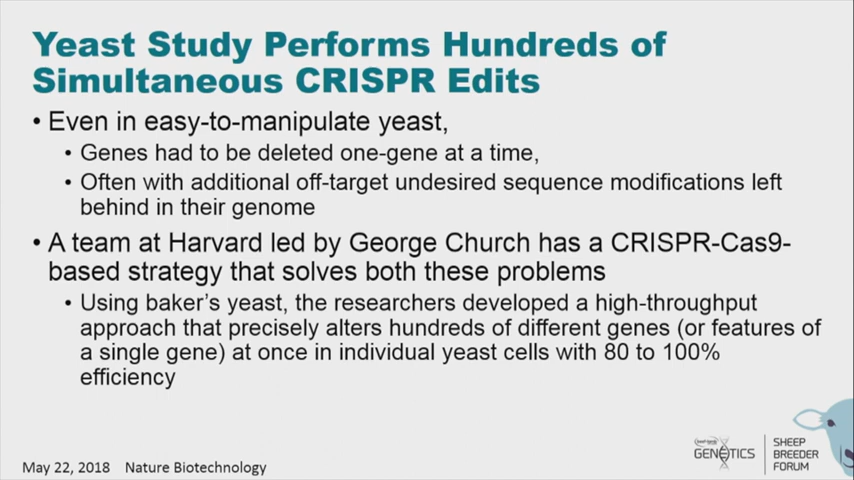 Yeast Study Performs Hundreds of
Simultaneous CRISPR Edits
• Even in easy-to-manipulate yeast,
• Genes had to be deleted one-gene at a time,
• Often with additional off-target undesired sequence modifications left
behind in their genome
• A team at Harvard led by George Church has a CRISPR-Cas9-
based strategy that solves both these problems
• Using baker's yeast, the researchers developed a high-throughput
approach that precisely alters hundreds of different genes (or features of
a single gene) at once in individual yeast cells with 80 to 100%
efficiency
GENETICS
SHEEP
BREEDER
FORUM
May 22, 2018 Nature Biotechnology